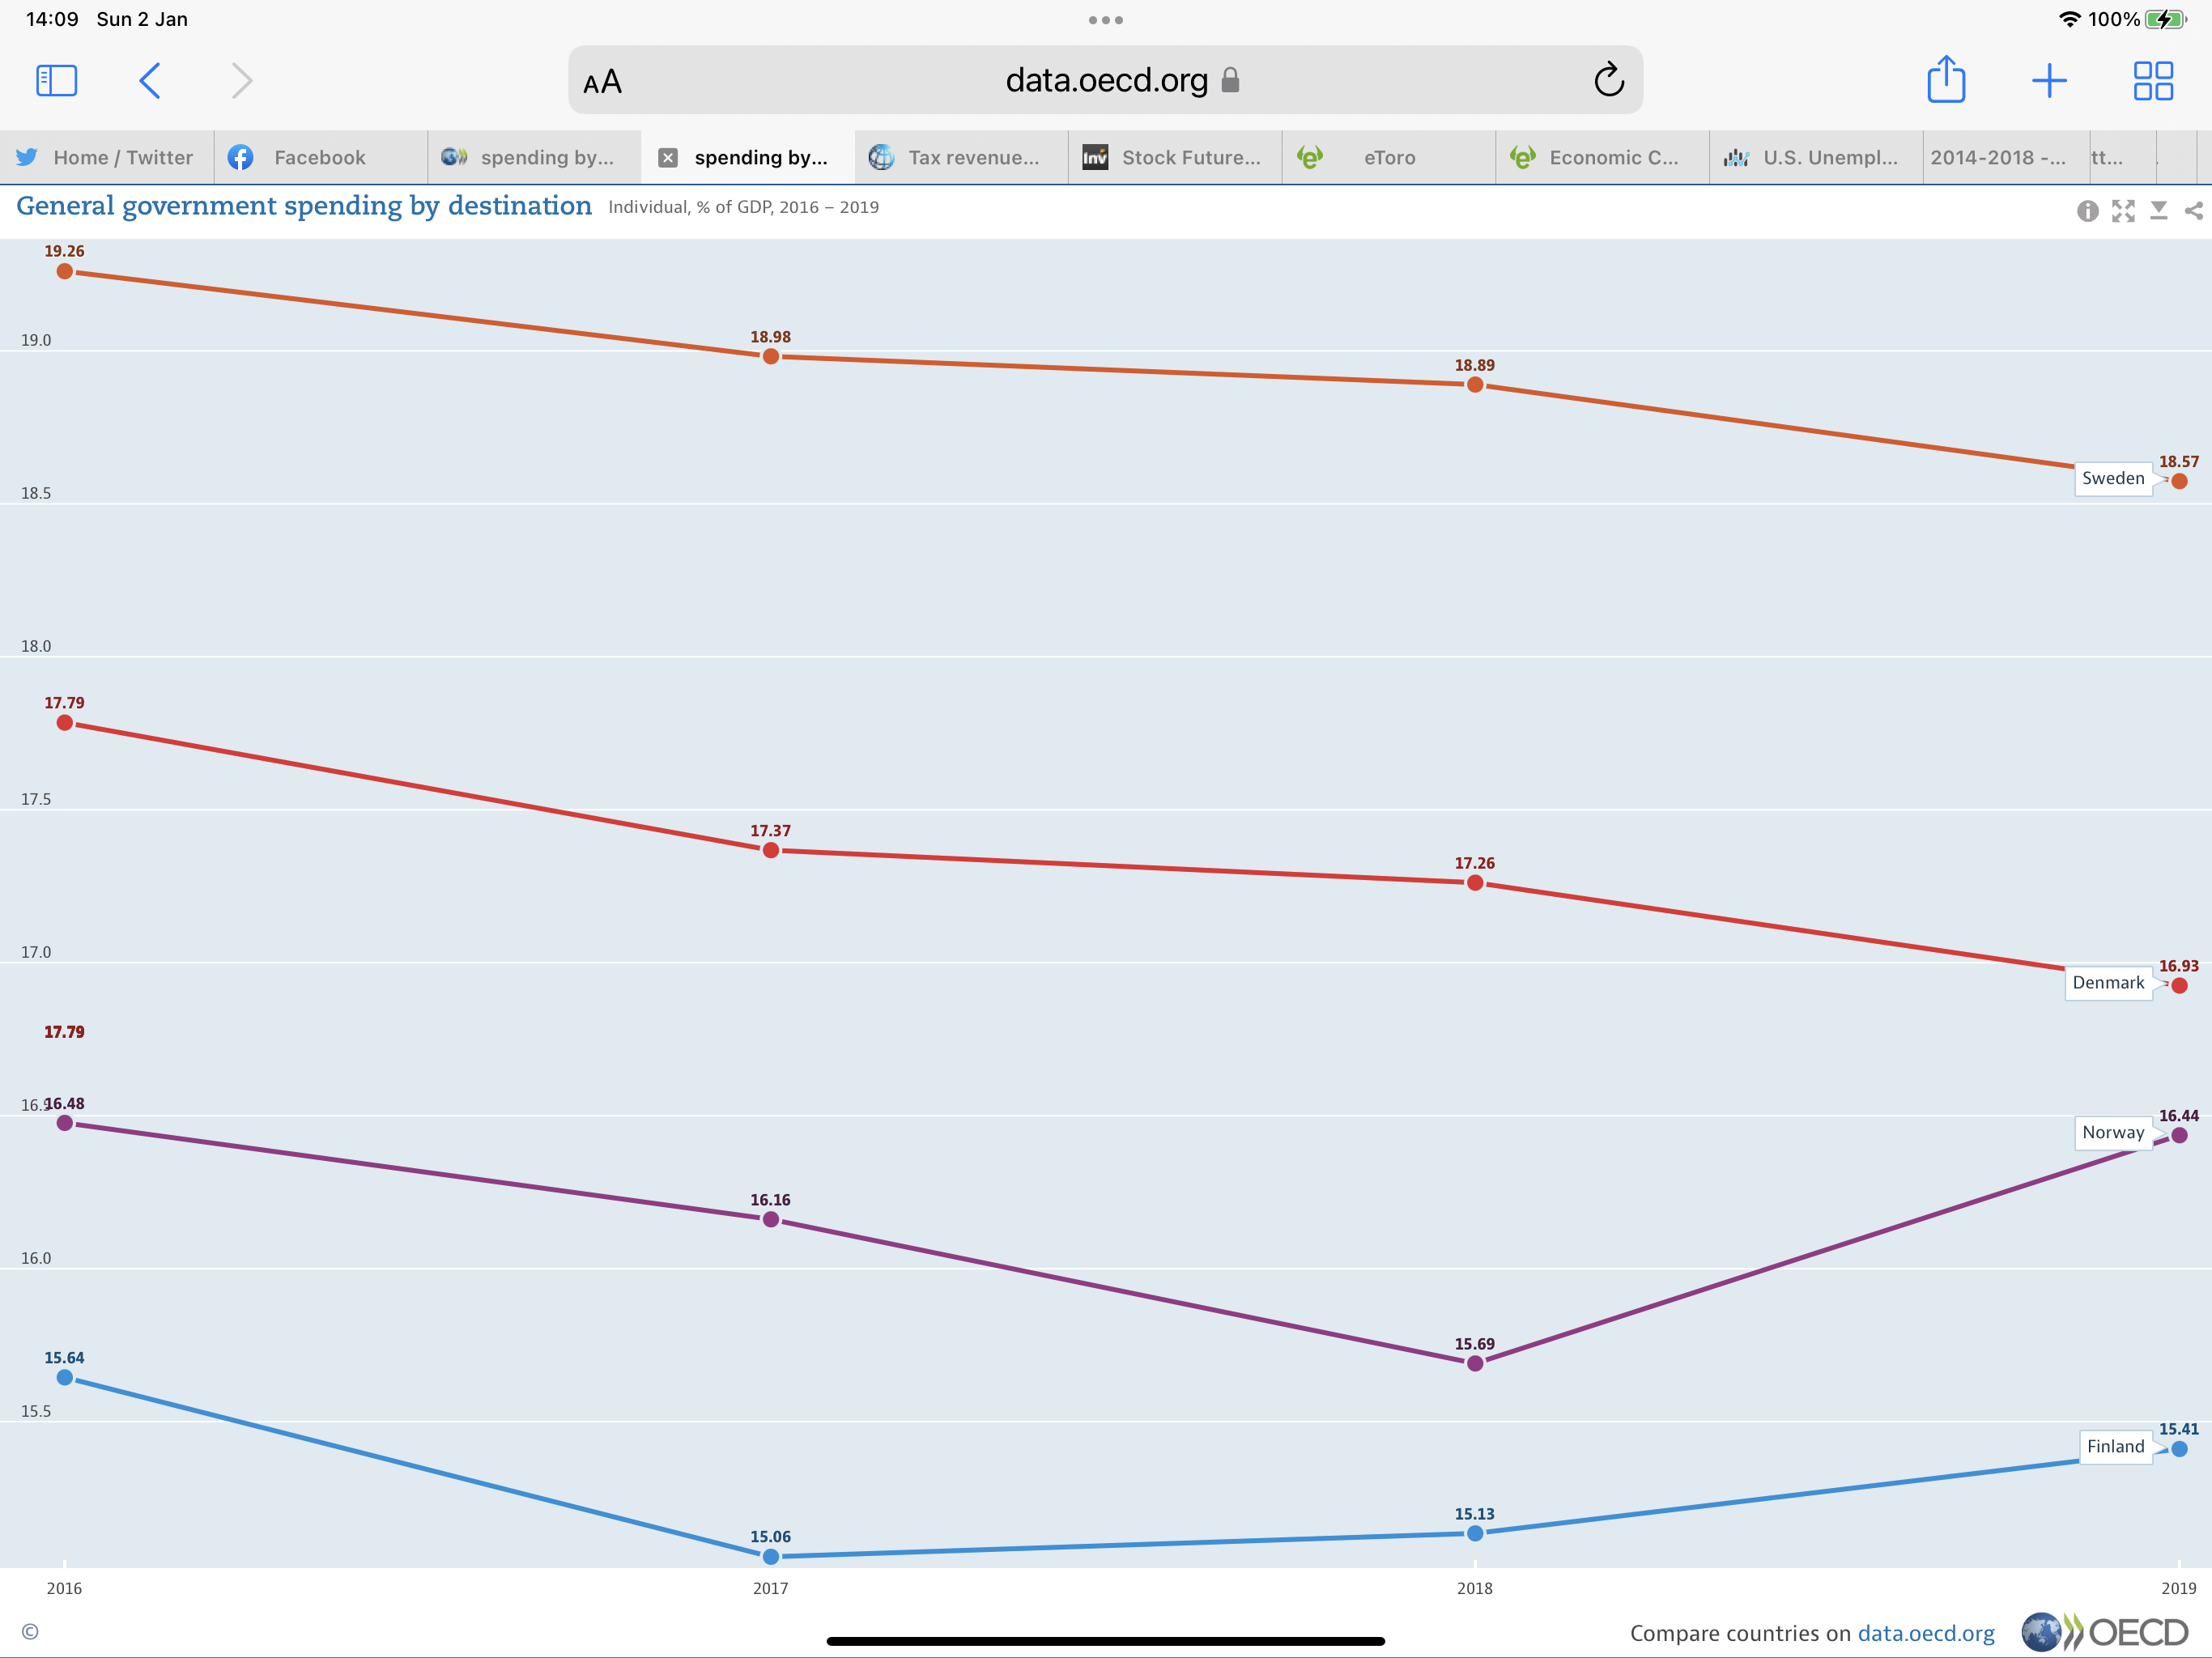 14:09 Sun 2 Jan
100%
AA data.oecd.org
Home / Twitter Facebook spending by... spending by... Tax revenue... Stock Future... eToro Economic C... U.S. Unempl... 2014-2018 -... tt...
General government spending by destination Individual, % of GDP, 2016 – 2019
19.26
19.0
18.98
18.89
18.57
Sweden
18.5
18.0
17.79
17.5
17.37
17.26
17.0
16.93
Denmark
17.79
16.48
16.44
Norway
16.16
16.0
15.69
15.64
15.5
15.41
Finland
15.13
15.06
2016 2017 2018 2019
© Compare countries on data.oecd.org OECD